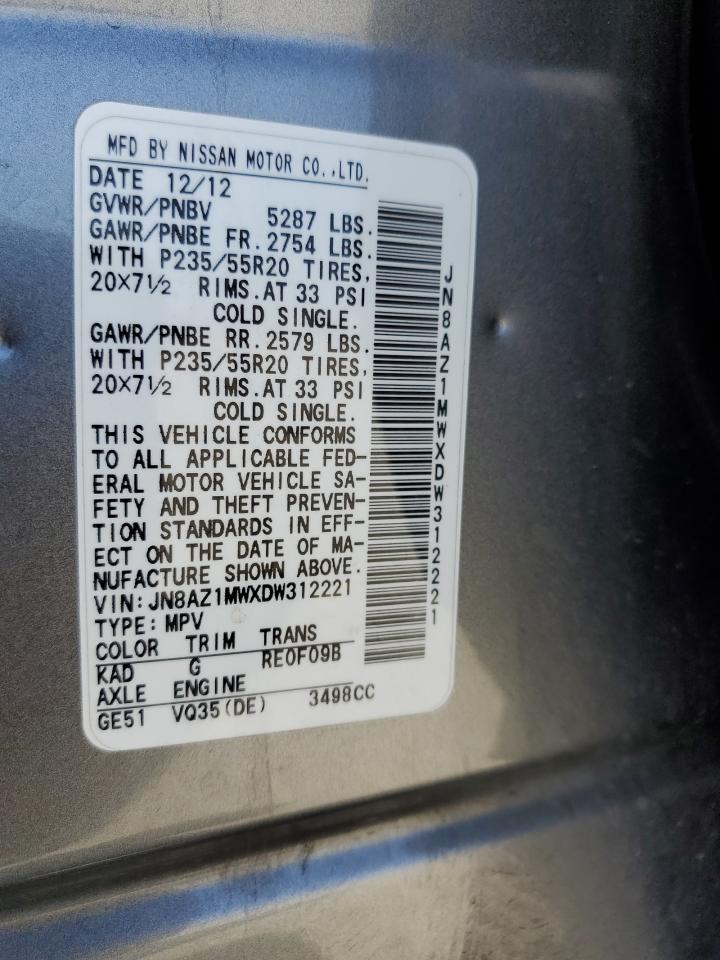 MFD BY NISSAN MOTOR CO.,LTD.
DATE 12/12
GVWR/PNBV 5287 LBS.
GAWR/PNBE FR.2754 LBS.
WITH P235/55R20 TIRES,
20X7½ RIMS.AT 33 PSI
COLD SINGLE.
GAWR/PNBE RR.2579 LBS.
WITH P235/55R20 TIRES,
20X7½ RIMS.AT 33 PSI
COLD SINGLE.
THIS VEHICLE CONFORMS
TO ALL APPLICABLE FED-
ERAL MOTOR VEHICLE SA-
FETY AND THEFT PREVEN-
TION STANDARDS IN EFF-
ECT ON THE DATE OF MA-
NUFACTURE SHOWN ABOVE.
VIN:JN8AZ1MWXDW312221
TYPE:MPV
COLOR TRIM TRANS
KAD G RE0F09B
AXLE ENGINE
GE51 VQ35(DE) 3498CC
JN8AZ1MWXDW312221